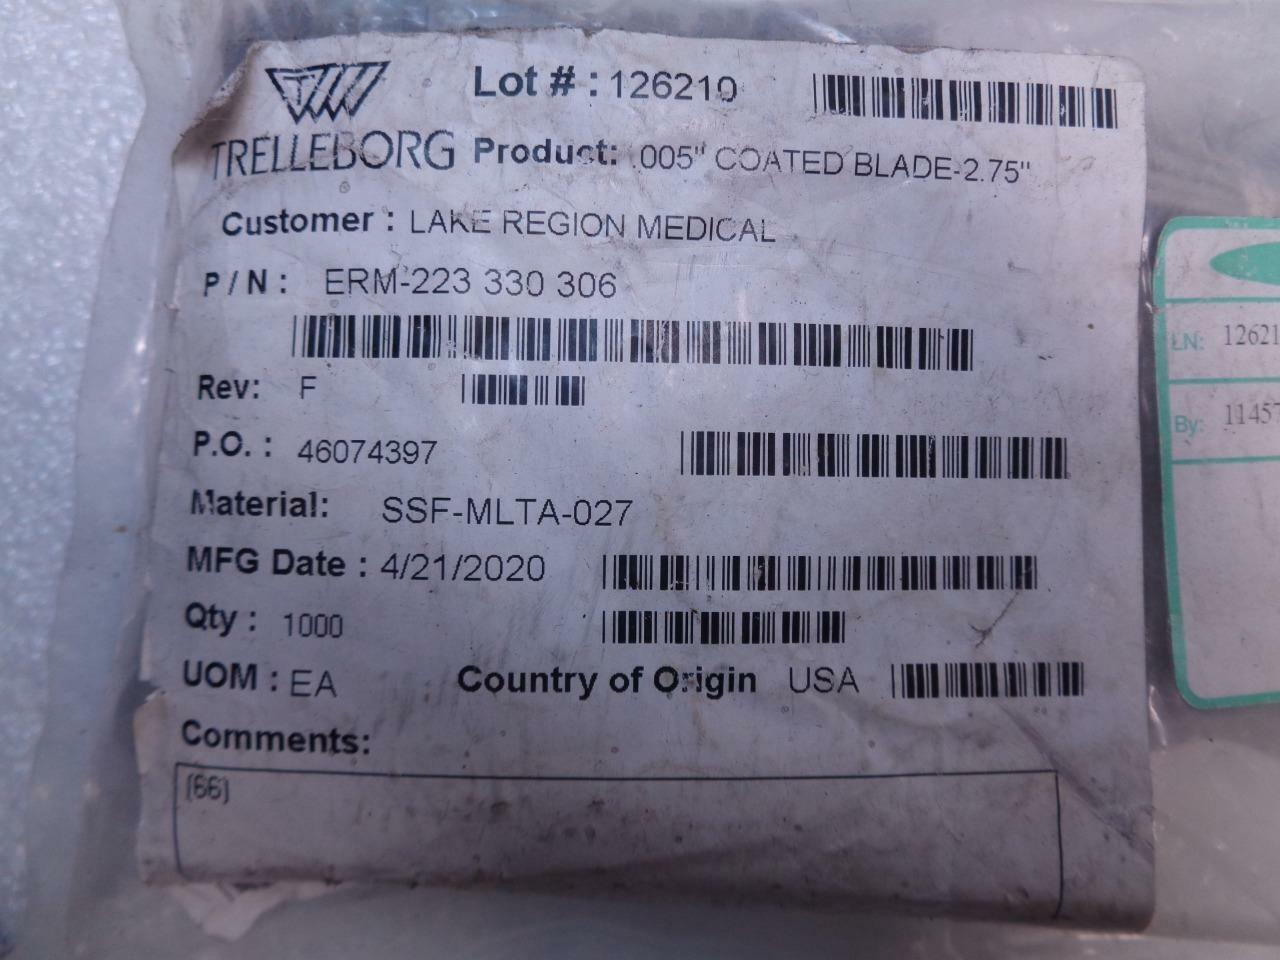 Lot # : 126210
TRELLEBORG
Product: .005" COATED BLADE-2.75"
Customer : LAKE REGION MEDICAL
P / N : ERM-223 330 306
Rev: F
P.O. : 46074397
Material: SSF-MLTA-027
MFG Date : 4/21/2020
Qty : 1000
UOM : EA Country of Origin USA
Comments:
(66)
LN: 12621
By: 11457